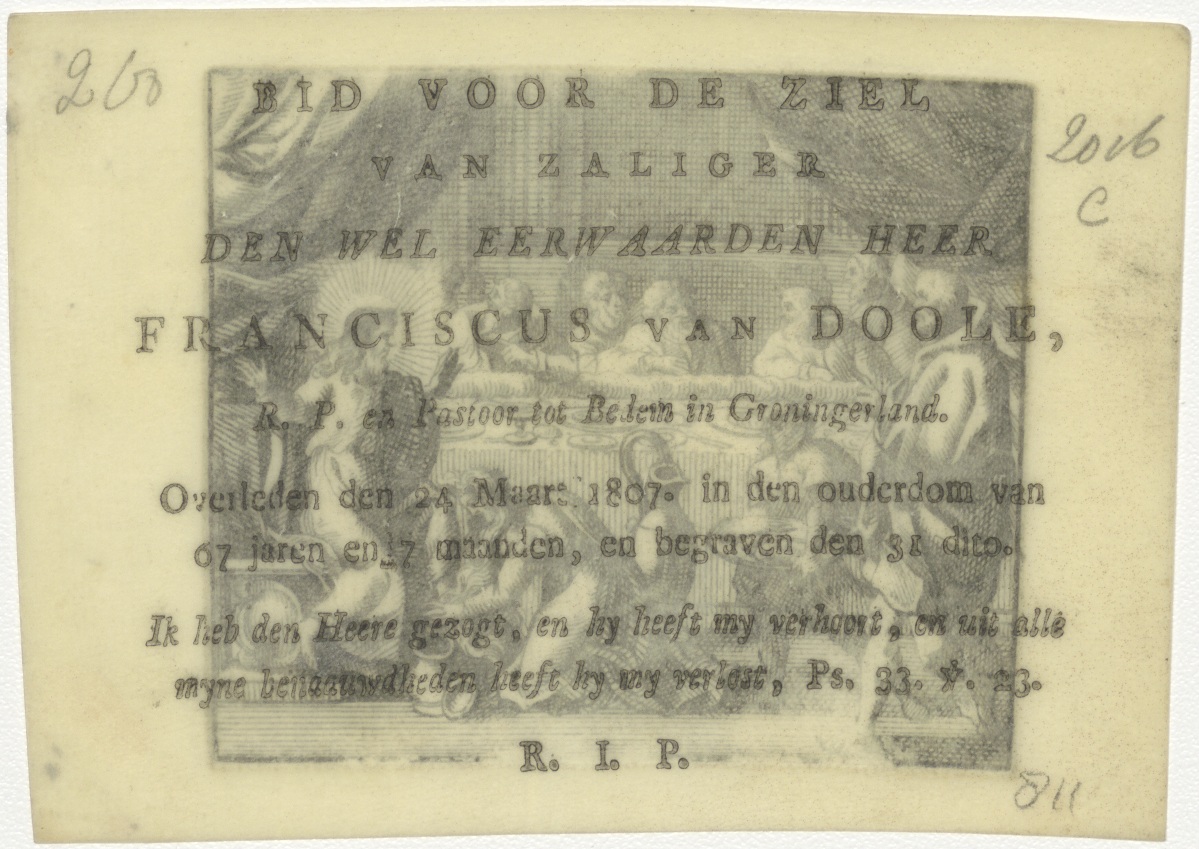 BID VOOR DE ZIEL
VAN ZALIGER
DEN WEL EERWAARDEN HEER
FRANCISCUS VAN DOOLE,
R. P. en Pastoor tot Bedem in Groningerland.
Overleden den 24 Maart 1807. in den ouderdom van
67 jaren en 7 maanden, en begraven den 31 dito.
Ik heb den Heere gezogt, en hy heeft my verhoort, en uit alle
myne benaauwdheden heeft hy my verlost, Ps. 33. ℣. 23.
R. I. P.
2016
C
811